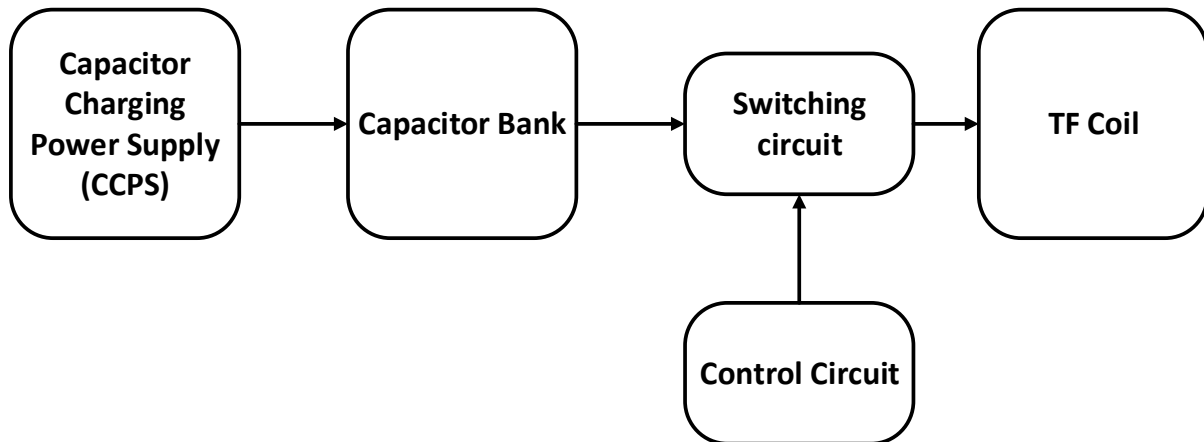 Capacitor
Charging
Power Supply
(CCPS)
Capacitor Bank
Switching
circuit
TF Coil
Control Circuit